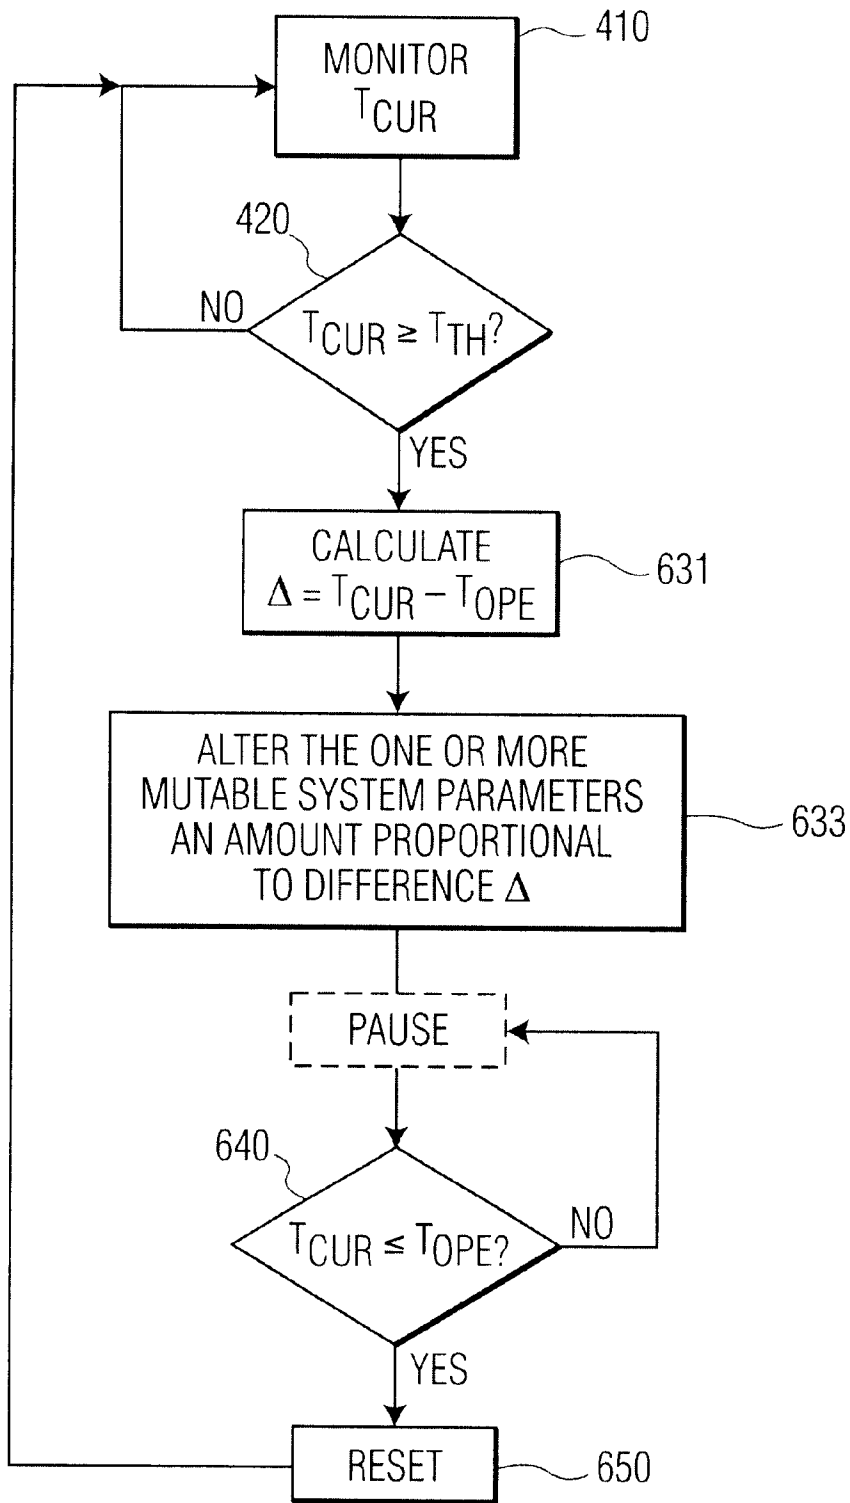 MONITOR
TCUR
410
420
NO
TCUR ≥ TTH?
YES
CALCULATE
Δ = TCUR – TOPE
631
ALTER THE ONE OR MORE
MUTABLE SYSTEM PARAMETERS
AN AMOUNT PROPORTIONAL
TO DIFFERENCE Δ
633
PAUSE
640
TCUR ≤ TOPE?
NO
YES
RESET
650